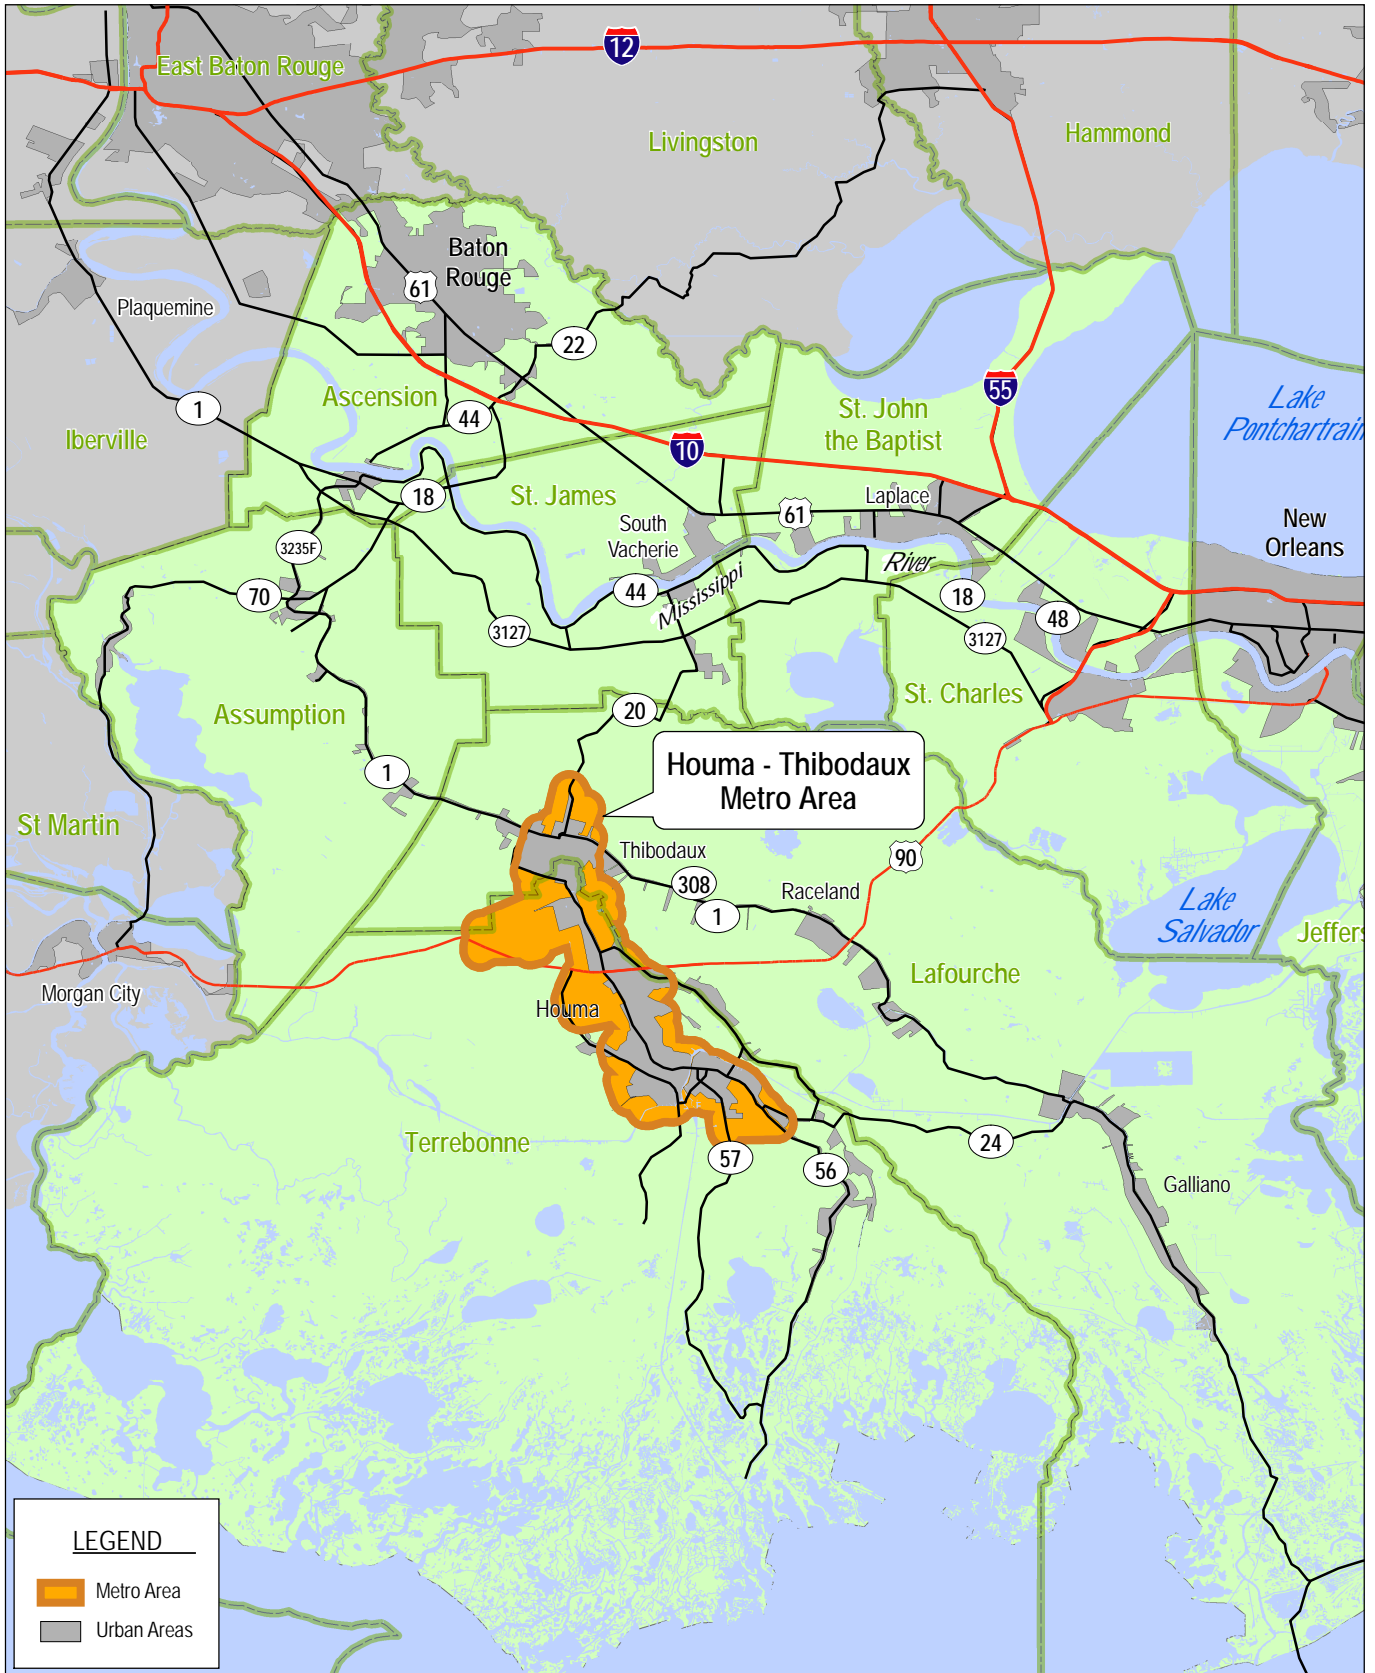 12
East Baton Rouge
Hammond
Livingston
Baton
Rouge
61
Plaquemine
22
55
Lake
Pontchartrain
Ascension
1
44
St. John
the Baptist
Iberville
10
18
St. James
Laplace
61
South
Vacherie
New
Orleans
3235F
River
70
44
Mississippi
18
48
3127
3127
St. Charles
20
Assumption
Houma - Thibodaux
Metro Area
1
St Martin
Thibodaux
90
308
Raceland
1
Lake
Salvador
Jeffers
Lafourche
Morgan City
Houma
Terrebonne
24
57
56
Galliano
LEGEND
Metro Area
Urban Areas